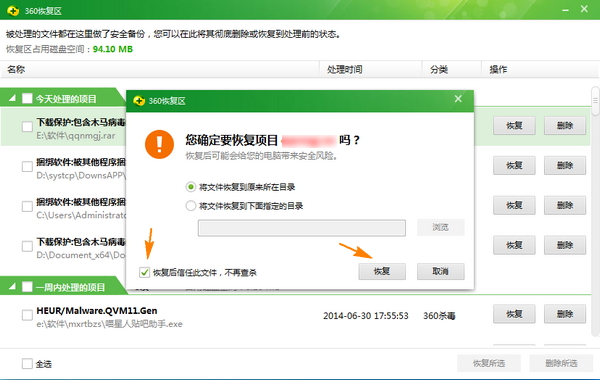 360恢复区
被处理的文件都在这里做了安全备份，您可以在此将其彻底删除或恢复到处理前的状态。
恢复区占用磁盘空间：94.10 MB
名称 处理时间 分类 操作
今天处理的项目
360恢复区
下载保护:包含木马病毒
E:\软件\qqnmgj.rar
恢复 删除
您确定要恢复项目 吗？
恢复后可能会给您的电脑带来安全风险。
捆绑软件:被其他程序捆
D:\systcp\DownsAPP\
恢复 删除
将文件恢复到原来所在目录
将文件恢复到下面指定的目录
捆绑软件:被其他程序捆
C:\Users\Administrato
恢复 删除
浏览
下载保护:包含木马病毒
D:\Document_x64\Do
恢复 删除
恢复后信任此文件，不再查杀
恢复 取消
一周内处理的项目
HEUR/Malware.QVM11.Gen
e:\软件\mxrtbzs\喵星人贴吧助手.exe
2014-06-30 17:55:53 360杀毒 恢复 删除
全选 恢复所选 删除所选